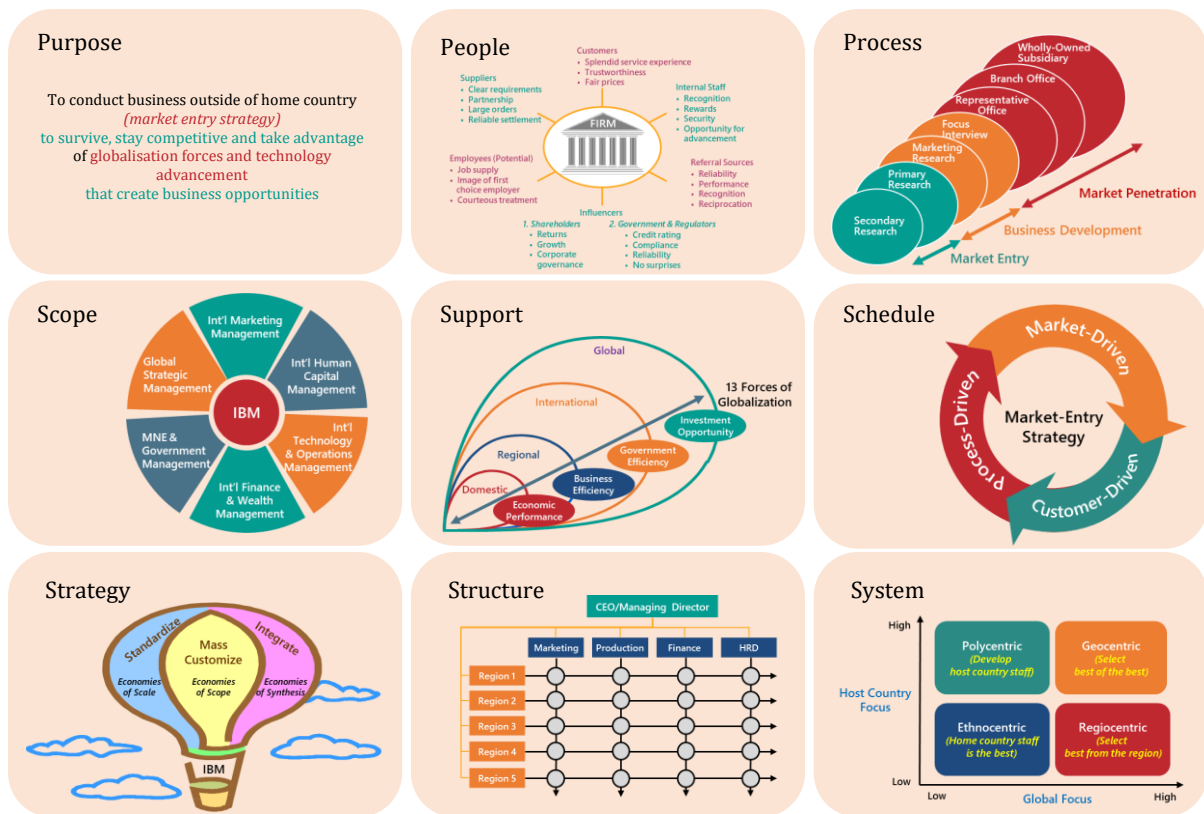 Purpose
To conduct business outside of home country
(market entry strategy)
to survive, stay competitive and take advantage
of globalisation forces and technology
advancement
that create business opportunities
People
Customers
• Splendid service experience
• Trustworthiness
• Fair prices
Suppliers
• Clear requirements
• Partnership
• Large orders
• Reliable settlement
Internal Staff
• Recognition
• Rewards
• Security
• Opportunity for
advancement
FIRM
Employees (Potential)
• Job supply
• Image of first
choice employer
• Courteous treatment
Referral Sources
• Reliability
• Performance
• Recognition
• Reciprocation
Influencers
1. Shareholders
• Returns
• Growth
• Corporate
governance
2. Government & Regulators
• Credit rating
• Compliance
• Reliability
• No surprises
Process
Wholly-Owned
Subsidiary
Branch Office
Representative
Office
Focus
Interview
Marketing
Research
Primary
Research
Secondary
Research
Market Penetration
Business Development
Market Entry
Scope
Int'l Marketing
Management
Int'l Human
Capital
Management
Int'l
Technology
& Operations
Management
Int'l Finance
& Wealth
Management
MNE &
Government
Management
Global
Strategic
Management
IBM
Support
Global
13 Forces of
Globalization
International
Investment
Opportunity
Regional
Government
Efficiency
Domestic
Business
Efficiency
Economic
Performance
Schedule
Market-Driven
Customer-Driven
Process-Driven
Market-Entry
Strategy
Strategy
Standardize
Mass
Customize
Integrate
Economies
of Scale
Economies
of Scope
Economies
of Synthesis
IBM
Structure
CEO/Managing Director
Marketing
Production
Finance
HRD
Region 1
Region 2
Region 3
Region 4
Region 5
System
High
Host Country
Focus
Low
Polycentric
(Develop
host country staff)
Geocentric
(Select
best of the best)
Ethnocentric
(Home country staff
is the best)
Regiocentric
(Select
best from the region)
Low
Global Focus
High